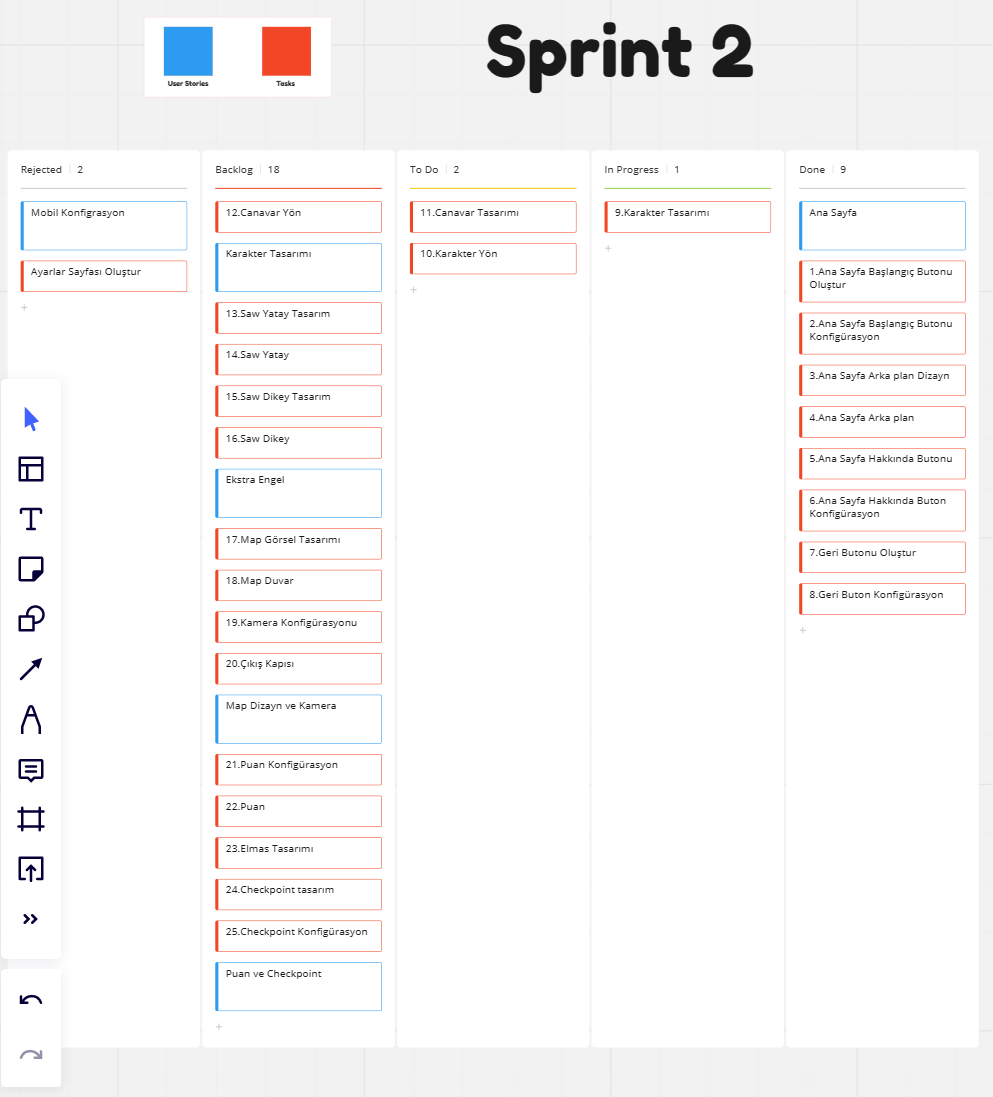 User Stories
Tasks
Sprint 2
Rejected 2
Mobil Konfigrasyon
Ayarlar Sayfası Oluştur
Backlog 18
12.Canavar Yön
Karakter Tasarımı
13.Saw Yatay Tasarım
14.Saw Yatay
15.Saw Dikey Tasarım
16.Saw Dikey
Ekstra Engel
17.Map Görsel Tasarımı
18.Map Duvar
19.Kamera Konfigürasyonu
20.Çıkış Kapısı
Map Dizayn ve Kamera
21.Puan Konfigürasyon
22.Puan
23.Elmas Tasarımı
24.Checkpoint tasarım
25.Checkpoint Konfigürasyon
Puan ve Checkpoint
To Do 2
11.Canavar Tasarımı
10.Karakter Yön
In Progress 1
9.Karakter Tasarımı
Done 9
Ana Sayfa
1.Ana Sayfa Başlangıç Butonu
Oluştur
2.Ana Sayfa Başlangıç Butonu
Konfigürasyon
3.Ana Sayfa Arka plan Dizayn
4.Ana Sayfa Arka plan
5.Ana Sayfa Hakkında Butonu
6.Ana Sayfa Hakkında Buton
Konfigürasyon
7.Geri Butonu Oluştur
8.Geri Buton Konfigürasyon